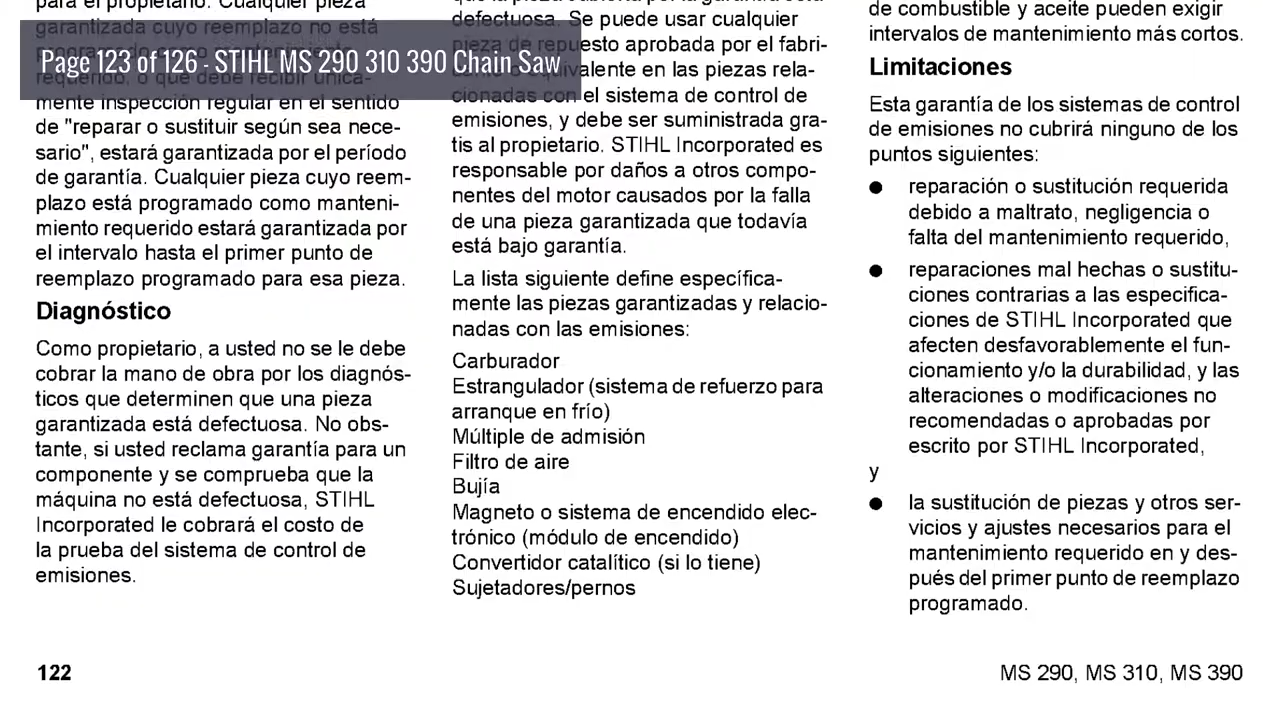 Page 123 of 126 - STIHL MS 290 310 390 Chain Saw
para el propietario. Cualquier pieza
garantizada cuyo reemplazo no está
mente inspección regular en el sentido
de "reparar o sustituir según sea nece-
sario", estará garantizada por el período
de garantía. Cualquier pieza cuyo reem-
plazo está programado como manteni-
miento requerido estará garantizada por
el intervalo hasta el primer punto de
reemplazo programado para esa pieza.
Diagnóstico
Como propietario, a usted no se le debe
cobrar la mano de obra por los diagnós-
ticos que determinen que una pieza
garantizada está defectuosa. No obs-
tante, si usted reclama garantía para un
componente y se comprueba que la
máquina no está defectuosa, STIHL
Incorporated le cobrará el costo de
la prueba del sistema de control de
emisiones.
defectuosa. Se puede usar cualquier
pieza de repuesto aprobada por el fabri-
equivalente en las piezas rela-
cionadas con el sistema de control de
emisiones, y debe ser suministrada gra-
tis al propietario. STIHL Incorporated es
responsable por daños a otros compo-
nentes del motor causados por la falla
de una pieza garantizada que todavía
está bajo garantía.
La lista siguiente define específica-
mente las piezas garantizadas y relacio-
nadas con las emisiones:
Carburador
Estrangulador (sistema de refuerzo para
arranque en frío)
Múltiple de admisión
Filtro de aire
Bujía
Magneto o sistema de encendido elec-
trónico (módulo de encendido)
Convertidor catalítico (si lo tiene)
Sujetadores/pernos
de combustible y aceite pueden exigir
intervalos de mantenimiento más cortos.
Limitaciones
Esta garantía de los sistemas de control
de emisiones no cubrirá ninguno de los
puntos siguientes:
● reparación o sustitución requerida
debido a maltrato, negligencia o
falta del mantenimiento requerido,
● reparaciones mal hechas o sustitu-
ciones contrarias a las especifica-
ciones de STIHL Incorporated que
afecten desfavorablemente el fun-
cionamiento y/o la durabilidad, y las
alteraciones o modificaciones no
recomendadas o aprobadas por
escrito por STIHL Incorporated,
y
● la sustitución de piezas y otros ser-
vicios y ajustes necesarios para el
mantenimiento requerido en y des-
pués del primer punto de reemplazo
programado.
122
MS 290, MS 310, MS 390